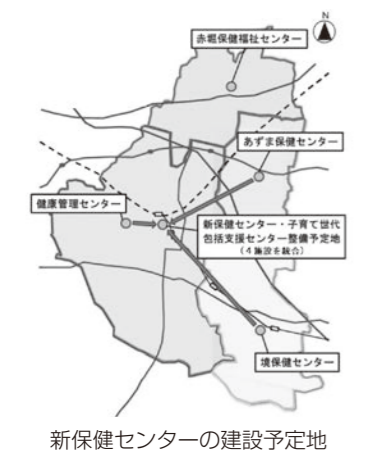 N
赤堀保健福祉センター
あずま保健センター
健康管理センター
新保健センター・子育て世代
包括支援センター整備予定地
(4施設を統合)
境保健センター
新保健センターの建設予定地